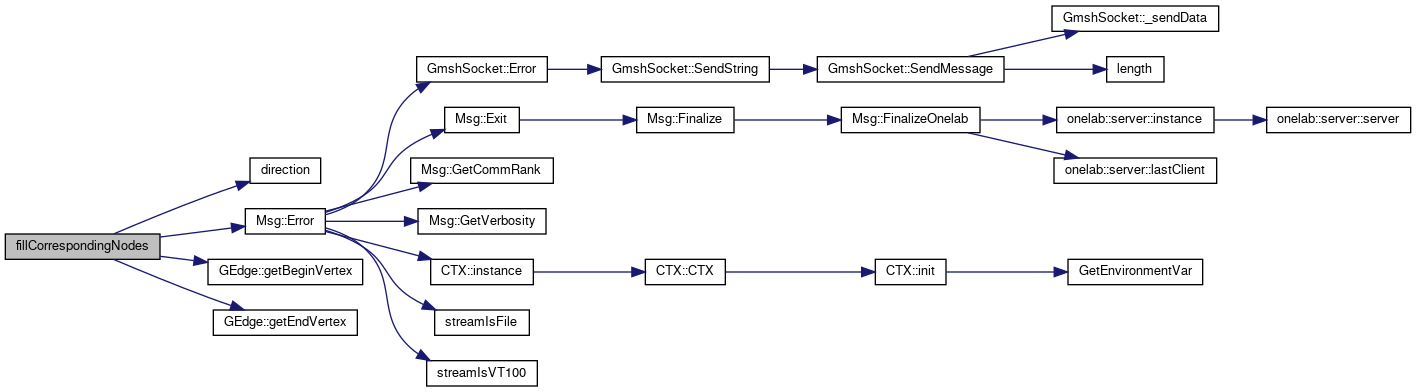 GmshSocket::_sendData
GmshSocket::Error
GmshSocket::SendString
GmshSocket::SendMessage
length
Msg::Exit
Msg::Finalize
Msg::FinalizeOnelab
onelab::server::instance
onelab::server::server
direction
Msg::GetCommRank
onelab::server::lastClient
Msg::Error
Msg::GetVerbosity
fillCorrespondingNodes
GEdge::getBeginVertex
CTX::instance
CTX::CTX
CTX::init
GetEnvironmentVar
GEdge::getEndVertex
streamIsFile
streamIsVT100